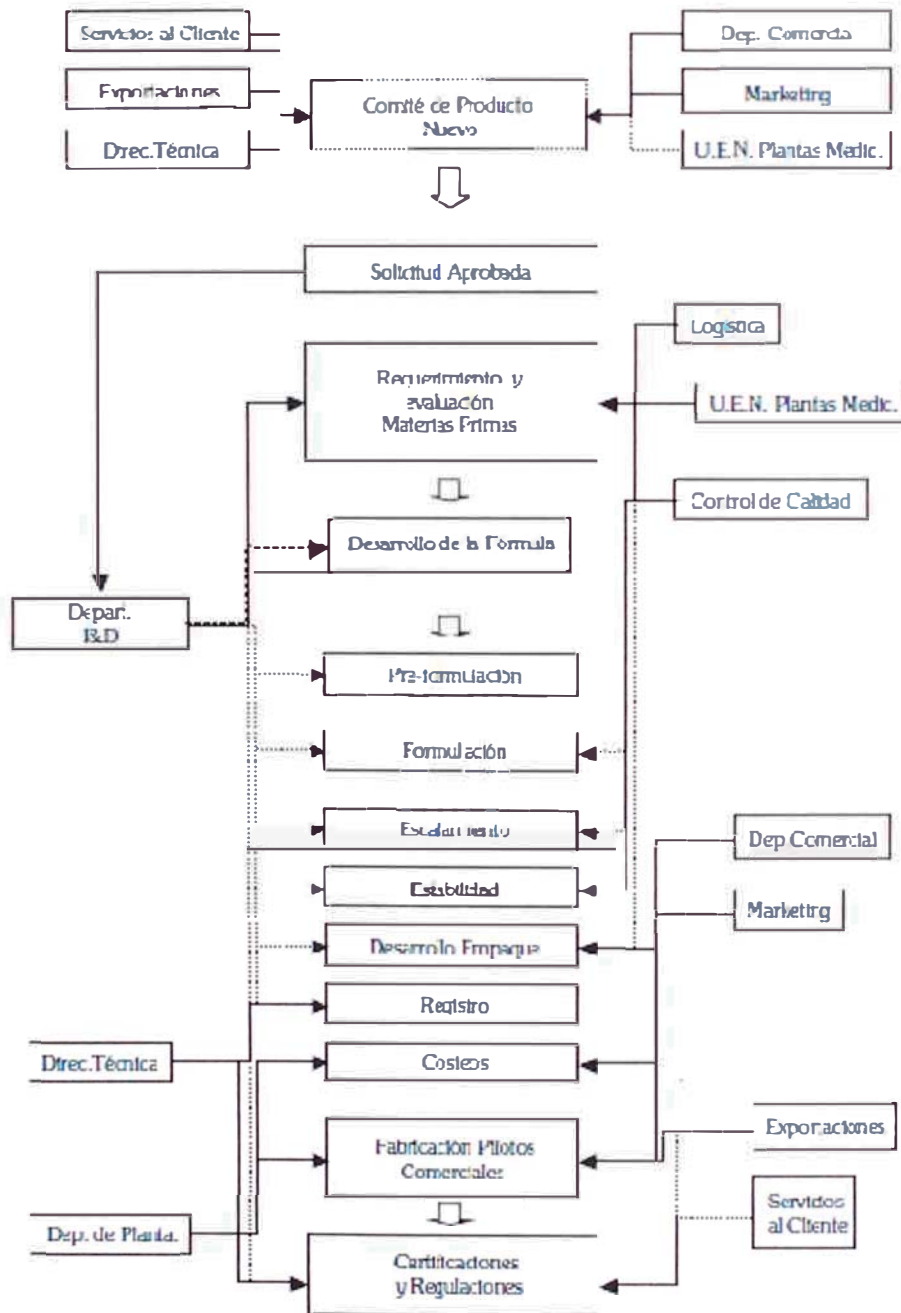 Servicios al Cliente
Exportaciones
Direc.Técnica
Comité de Producto
Nuevo
Dep. Comercia
Marketing
U.E.N. Plantas Medic.
Solicitud Aprobada
Logística
Requerimiento y
evaluación
Materias Primas
U.E.N. Plantas Medic.
Control de Calidad
Desarrollo de la Fórmula
Depart.
I&D
Pre-formulación
Formulación
Escalamiento
Estabilidad
Desarrollo Empaque
Registro
Costeos
Dep Comercial
Marketing
Direc.Técnica
Fabricación Pilotos
Comerciales
Exportaciones
Servicios
al Cliente
Dep. de Planta.
Certificaciones
y Regulaciones